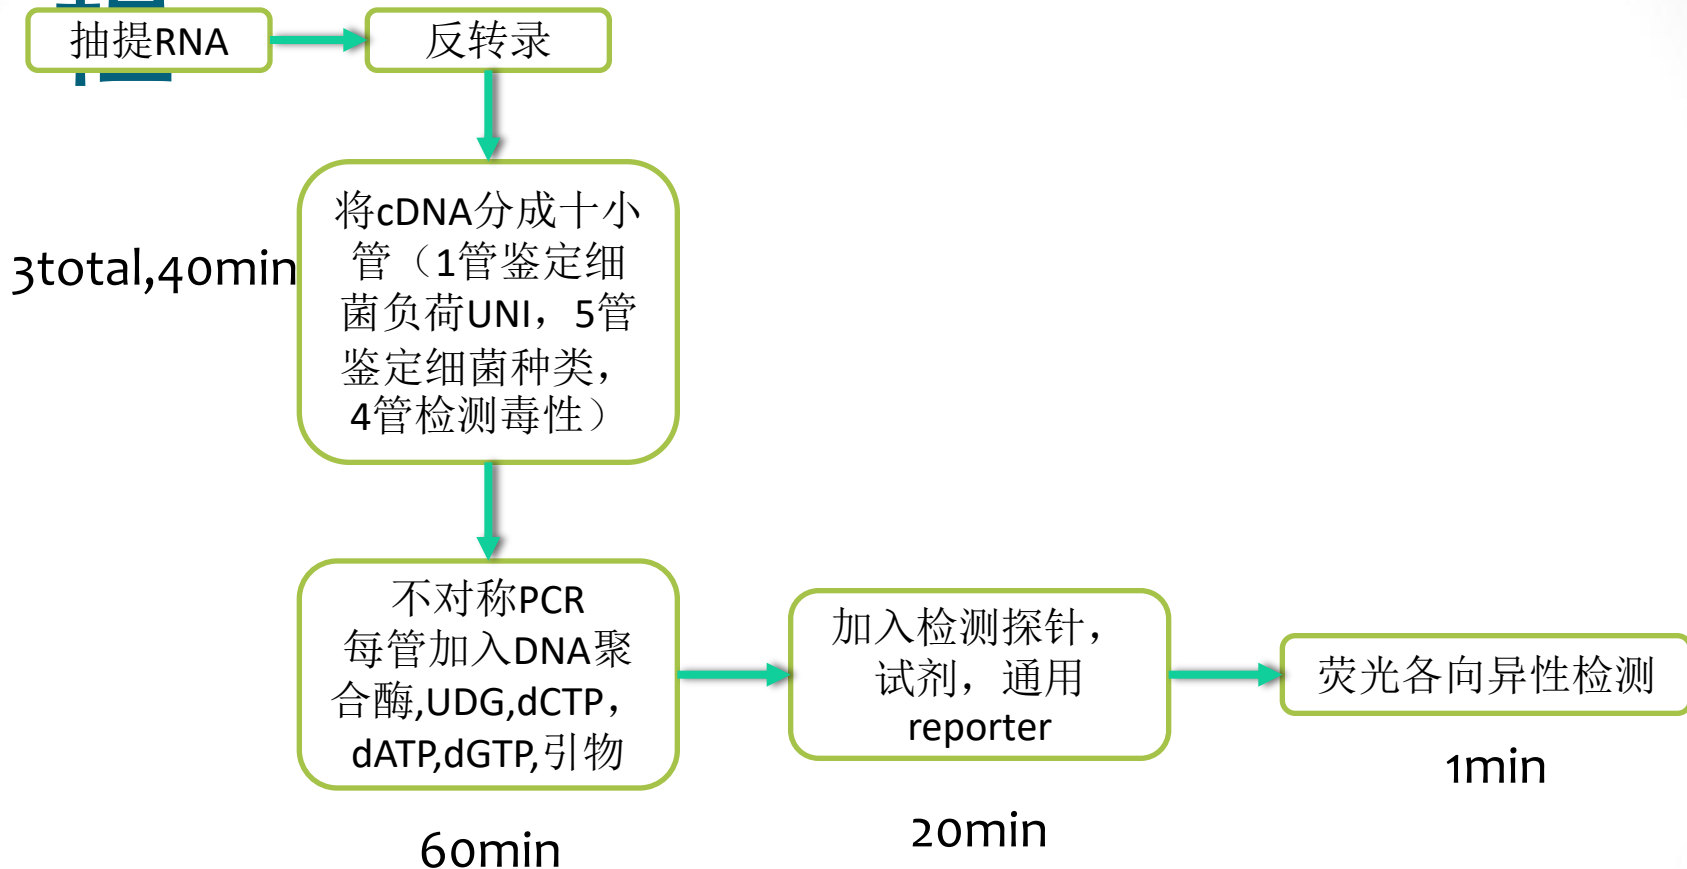 抽提RNA
反转录
3total,40min
将cDNA分成十小
管（1管鉴定细
菌负荷UNI，5管
鉴定细菌种类，
4管检测毒性）
不对称PCR
每管加入DNA聚
合酶,UDG,dCTP，
dATP,dGTP,引物
60min
加入检测探针，
试剂，通用
reporter
20min
荧光各向异性检测
1min